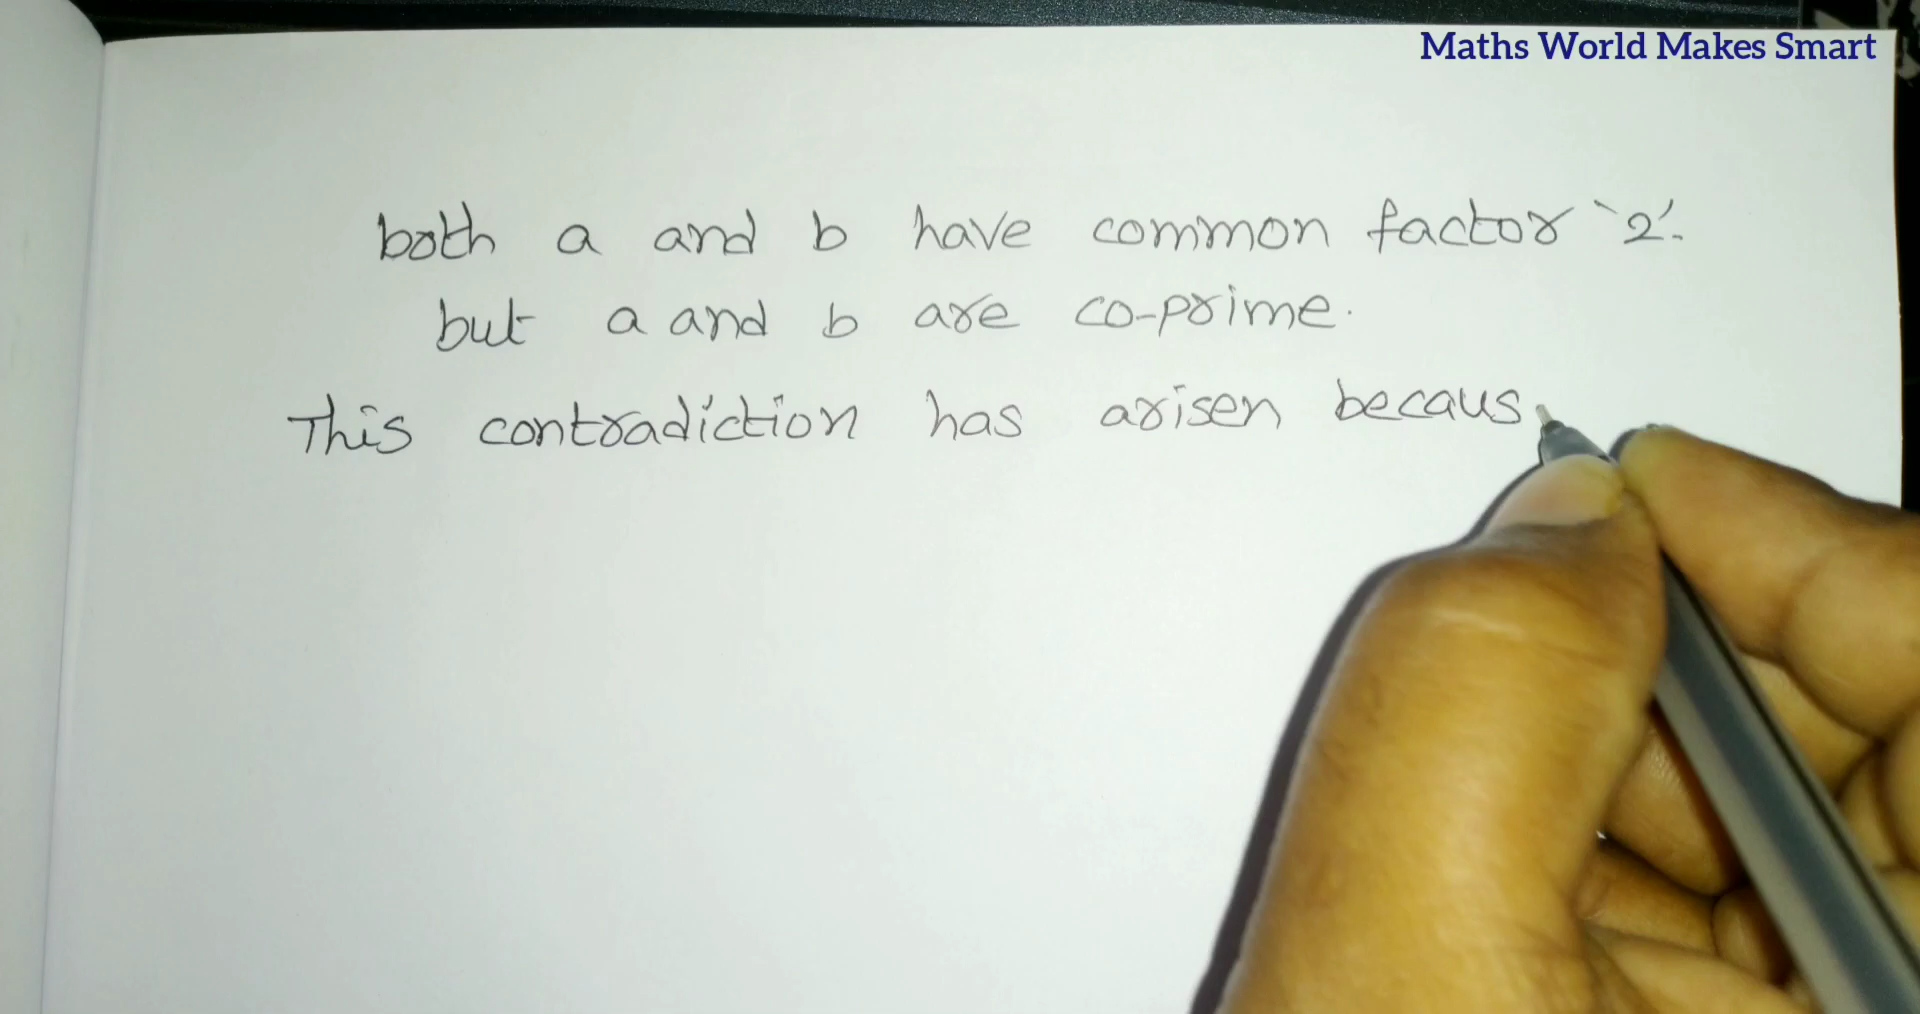 Maths World Makes Smart
both a and b have common factor `2'.
but a and b are co-prime.
This contradiction has arisen becaus